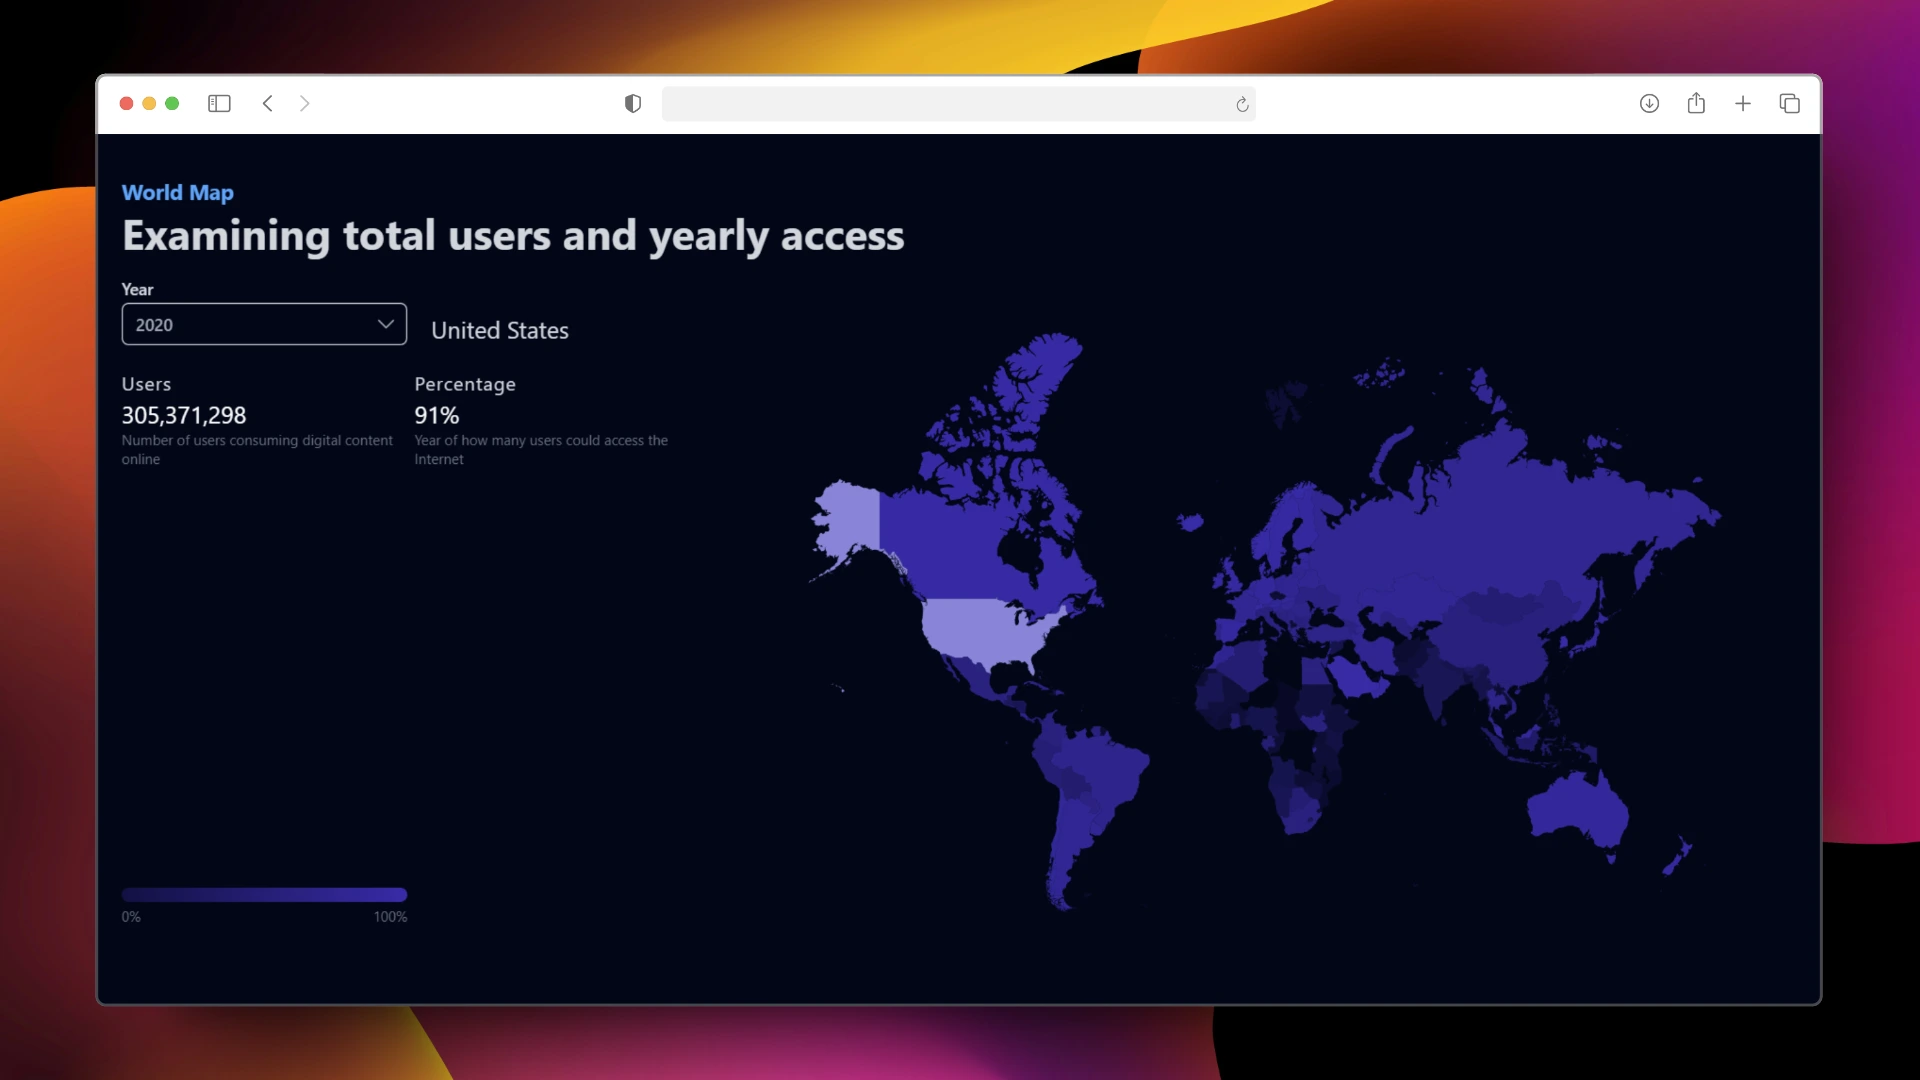 World Map
Examining total users and yearly access
Year
2020
United States
Users
305,371,298
Number of users consuming digital content
online
Percentage
91%
Year of how many users could access the
Internet
0%
100%